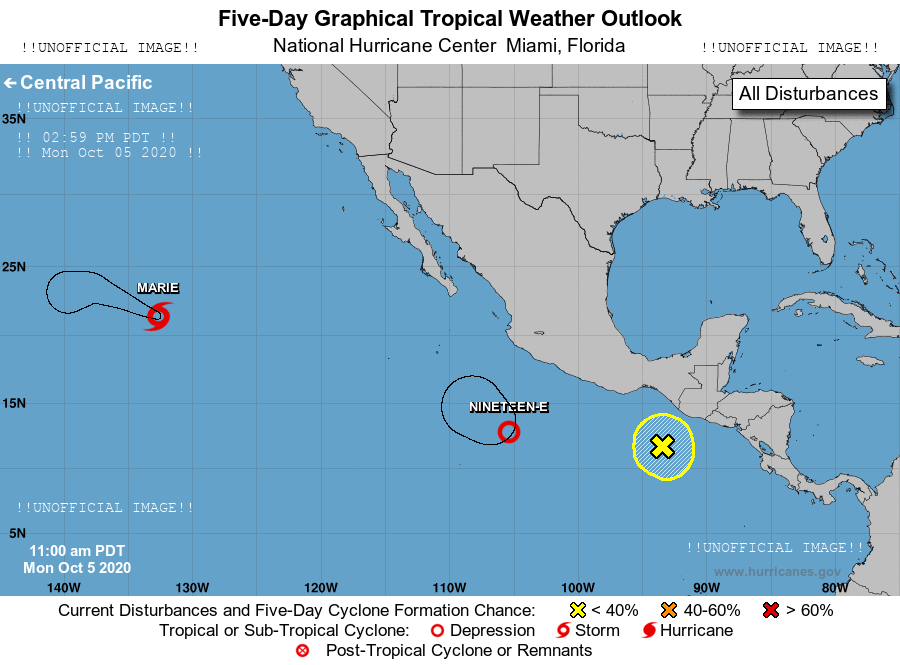 Five-Day Graphical Tropical Weather Outlook
!!UNOFFICIAL IMAGE!!
National Hurricane Center Miami, Florida
!!UNOFFICIAL IMAGE!!
← Central Pacific
All Disturbances
!!UNOFFICIAL IMAGE!!
35N
!! 02:59 PM PDT !!
!! Mon Oct 05 2020 !!
25N
MARIE
15N
NINETEEN-E
!!UNOFFICIAL IMAGE!!
5N
11:00 am PDT
Mon Oct 5 2020
!!UNOFFICIAL IMAGE!!
www.hurricanes.gov
140W 130W 120W 110W 100W 90W 80W
Current Disturbances and Five-Day Cyclone Formation Chance: < 40% 40-60% > 60%
Tropical or Sub-Tropical Cyclone: Depression Storm Hurricane
Post-Tropical Cyclone or Remnants